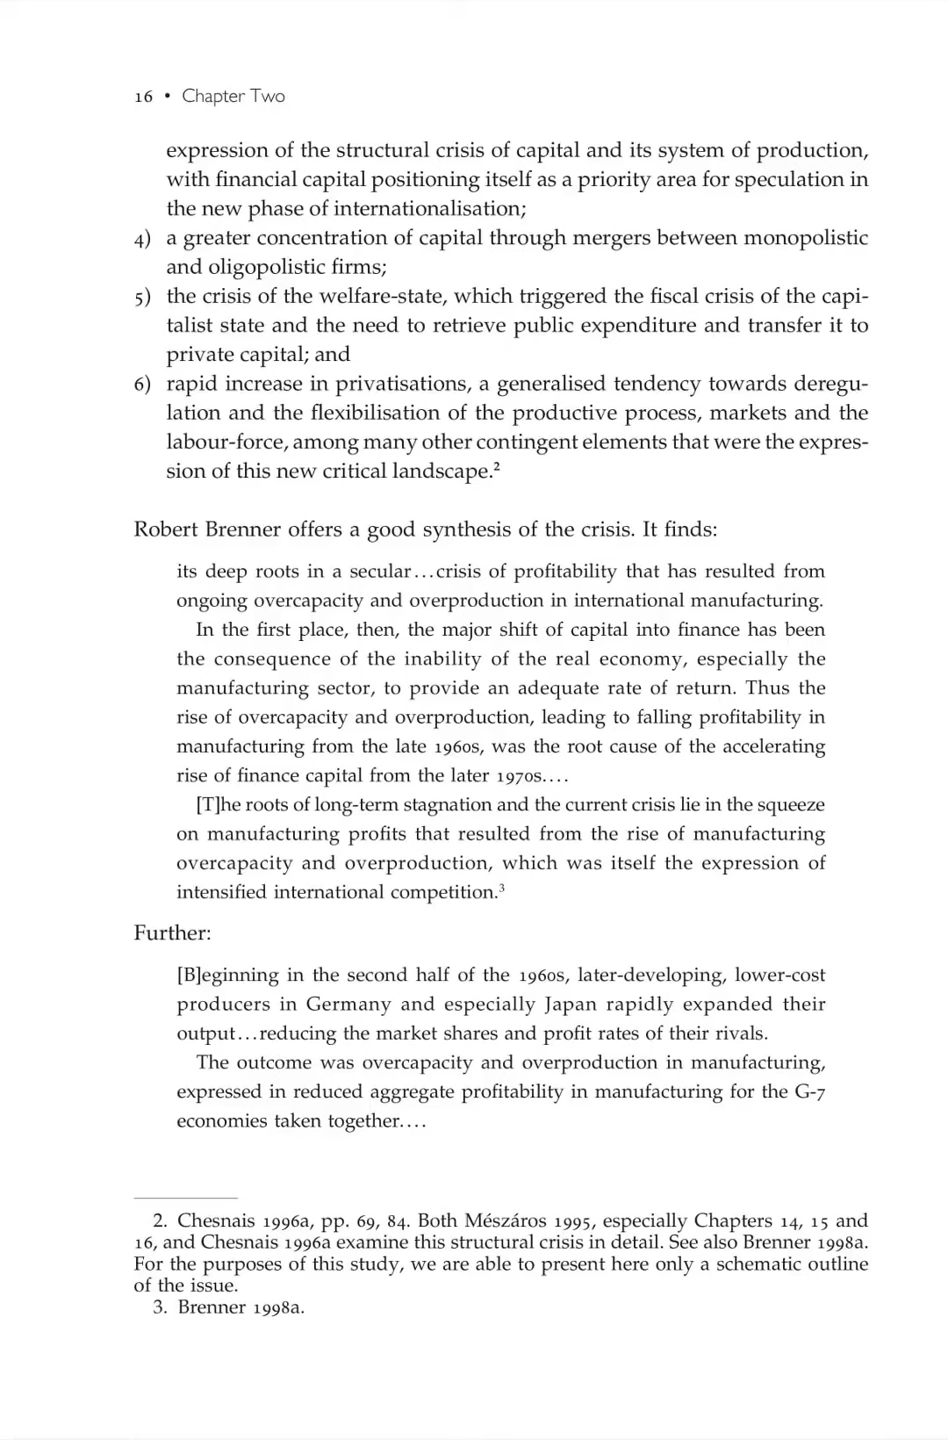 16 • Chapter Two
expression of the structural crisis of capital and its system of production,
with financial capital positioning itself as a priority area for speculation in
the new phase of internationalisation;
4) a greater concentration of capital through mergers between monopolistic
and oligopolistic firms;
5) the crisis of the welfare-state, which triggered the fiscal crisis of the capi-
talist state and the need to retrieve public expenditure and transfer it to
private capital; and
6) rapid increase in privatisations, a generalised tendency towards deregu-
lation and the flexibilisation of the productive process, markets and the
labour-force, among many other contingent elements that were the expres-
sion of this new critical landscape.²
Robert Brenner offers a good synthesis of the crisis. It finds:
its deep roots in a secular...crisis of profitability that has resulted from
ongoing overcapacity and overproduction in international manufacturing.
In the first place, then, the major shift of capital into finance has been
the consequence of the inability of the real economy, especially the
manufacturing sector, to provide an adequate rate of return. Thus the
rise of overcapacity and overproduction, leading to falling profitability in
manufacturing from the late 1960s, was the root cause of the accelerating
rise of finance capital from the later 1970s....
[T]he roots of long-term stagnation and the current crisis lie in the squeeze
on manufacturing profits that resulted from the rise of manufacturing
overcapacity and overproduction, which was itself the expression of
intensified international competition.³
Further:
[B]eginning in the second half of the 1960s, later-developing, lower-cost
producers in Germany and especially Japan rapidly expanded their
output...reducing the market shares and profit rates of their rivals.
The outcome was overcapacity and overproduction in manufacturing,
expressed in reduced aggregate profitability in manufacturing for the G-7
economies taken together....
2. Chesnais 1996a, pp. 69, 84. Both Mészáros 1995, especially Chapters 14, 15 and
16, and Chesnais 1996a examine this structural crisis in detail. See also Brenner 1998a.
For the purposes of this study, we are able to present here only a schematic outline
of the issue.
3. Brenner 1998a.